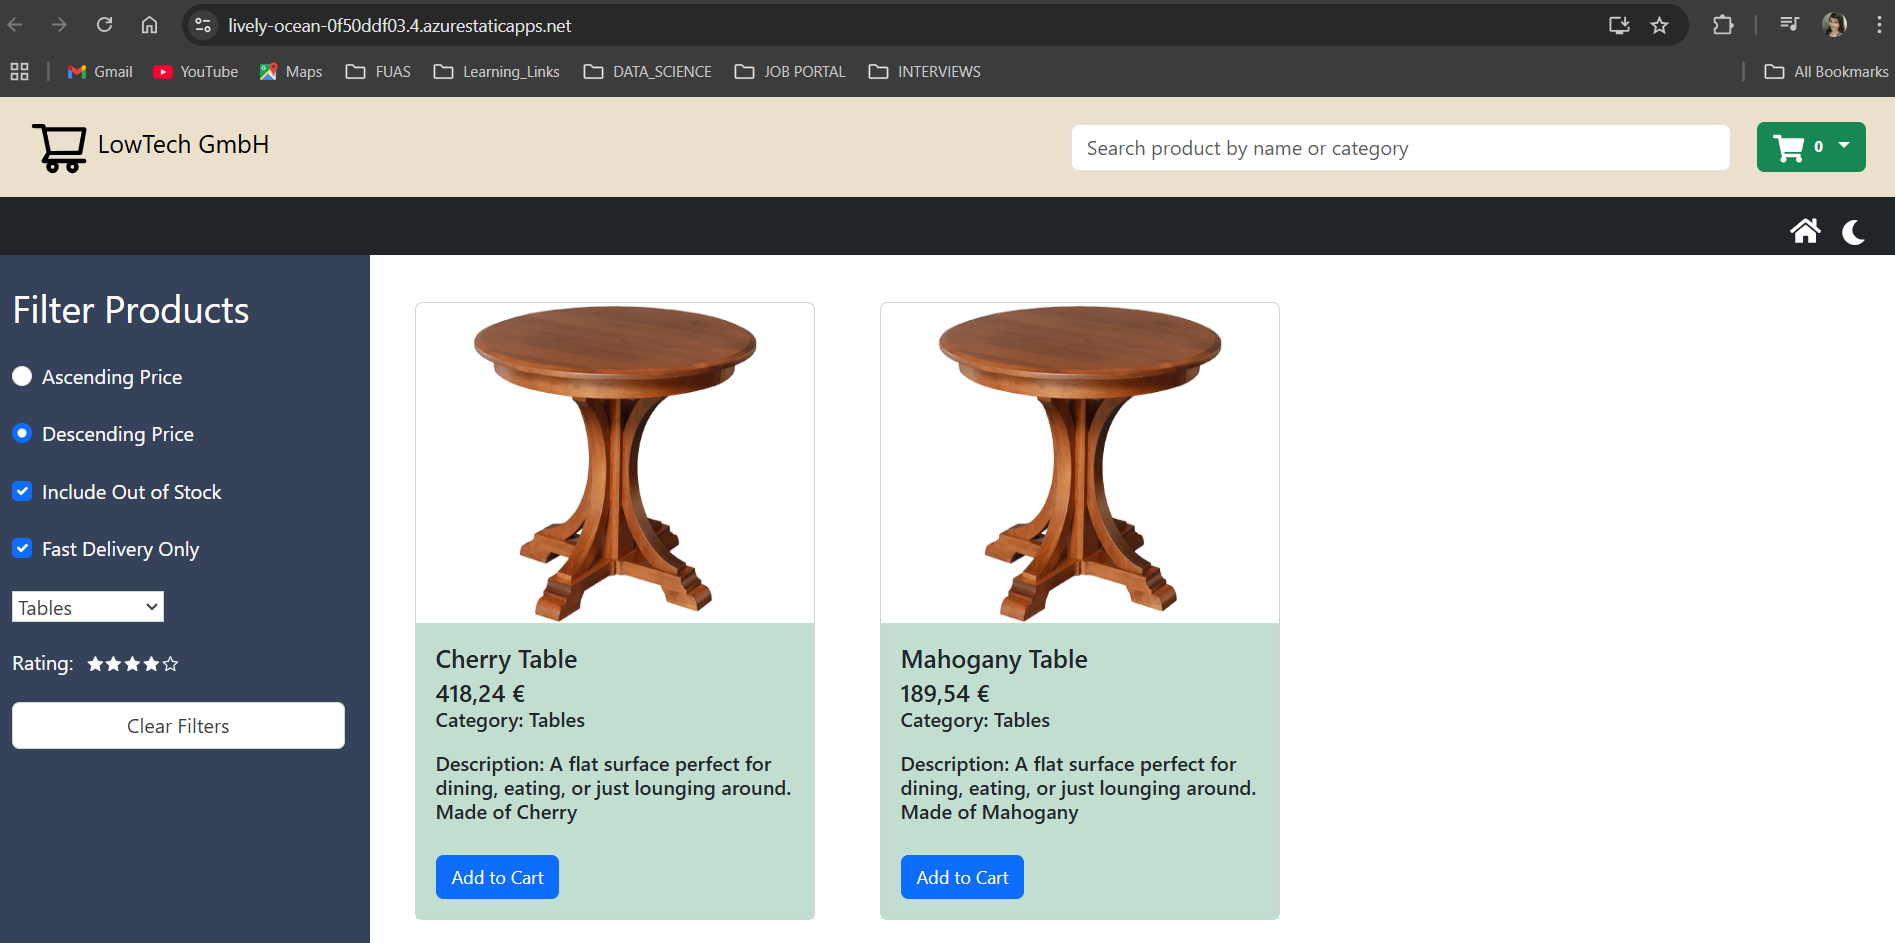 lively-ocean-0f50ddf03.4.azurestaticapps.net
Gmail YouTube Maps FUAS Learning_Links DATA_SCIENCE JOB PORTAL INTERVIEWS All Bookmarks
LowTech GmbH
Search product by name or category
0
Filter Products
Ascending Price
Descending Price
Include Out of Stock
Fast Delivery Only
Tables
Rating:
Clear Filters
Cherry Table
418,24 €
Category: Tables
Description: A flat surface perfect for
dining, eating, or just lounging around.
Made of Cherry
Add to Cart
Mahogany Table
189,54 €
Category: Tables
Description: A flat surface perfect for
dining, eating, or just lounging around.
Made of Mahogany
Add to Cart